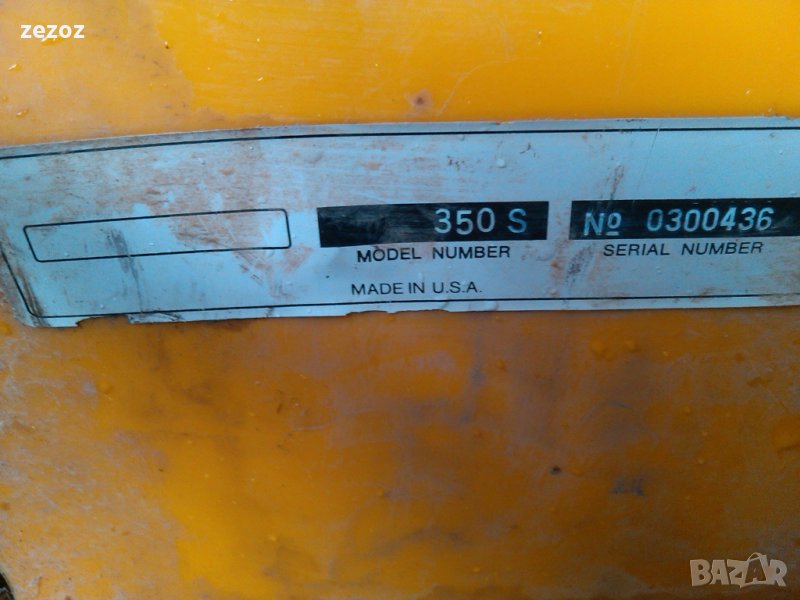 zezoz
350 S
MODEL NUMBER
№ 0300436
SERIAL NUMBER
MADE IN U.S.A.
BAZAR